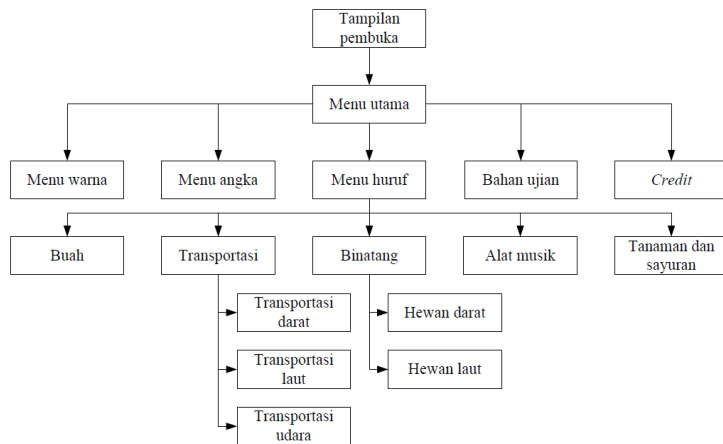 Tampilan
pembuka
Menu utama
Menu warna
Menu angka
Menu huruf
Bahan ujian
Credit
Buah
Transportasi
Binatang
Alat musik
Tanaman dan
sayuran
Transportasi
darat
Hewan darat
Transportasi
laut
Hewan laut
Transportasi
udara